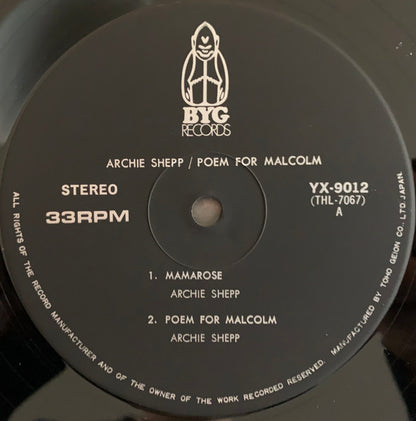 BYG
RECORDS
ARCHIE SHEPP / POEM FOR MALCOLM
STEREO
33RPM
YX-9012
(THL-7067)
A
1. MAMAROSE
ARCHIE SHEPP
2. POEM FOR MALCOLM
ARCHIE SHEPP
ALL RIGHTS OF THE RECORD MANUFACTURER AND OF THE OWNER OF THE WORK RECORDED RESERVED. MANUFACTURED BY TOHO GEION CO. LTD JAPAN.